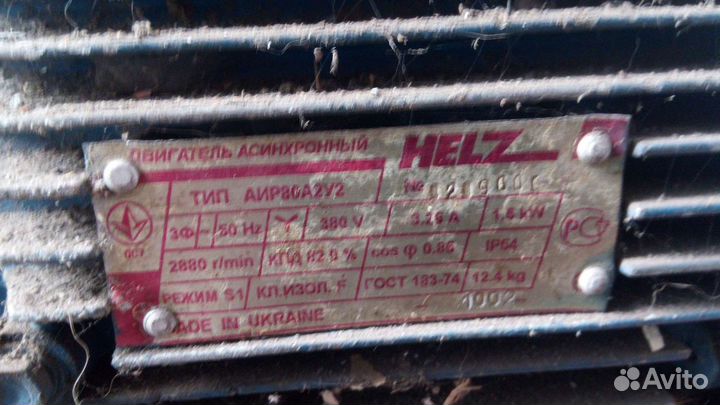 ДВИГАТЕЛЬ АСИНХРОННЫЙ HELZ
ТИП АИР80А2У2 №
3Ф~ 50 Hz Y 380 V 3.26 A 1,5 kW
2880 r/min КПД 82.0 % cos φ 0.86 IP54
РЕЖИМ S1 КЛ.ИЗОЛ. F ГОСТ 183-74 12.4 kg
MADE IN UKRAINE 1002
Avito